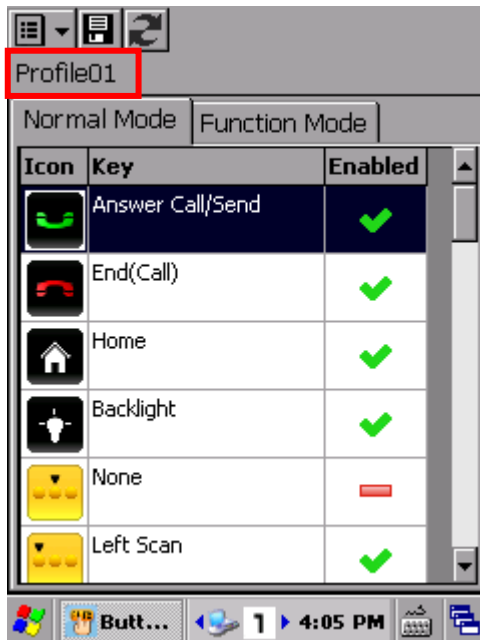 Profile01
Normal Mode Function Mode
Icon Key Enabled
Answer Call/Send
End(Call)
Home
Backlight
None
Left Scan
Butt... 1 4:05 PM